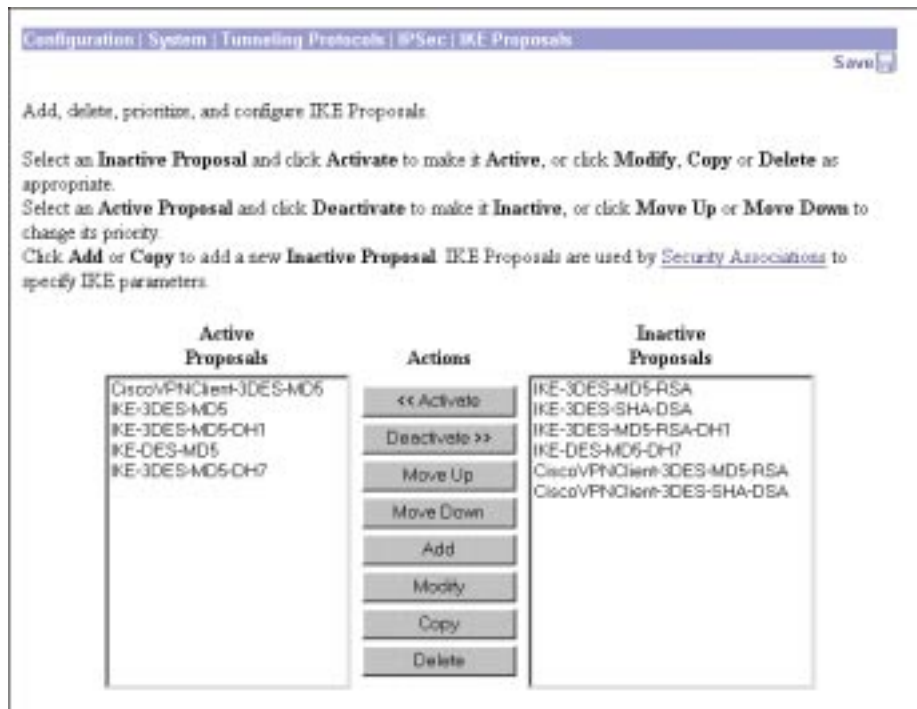 Configuration | System | Tunneling Protocols | IPSec | IKE Proposals
Save
Add, delete, prioritize, and configure IKE Proposals.
Select an Inactive Proposal and click Activate to make it Active, or click Modify, Copy or Delete as
appropriate.
Select an Active Proposal and click Deactivate to make it Inactive, or click Move Up or Move Down to
change its priority.
Click Add or Copy to add a new Inactive Proposal. IKE Proposals are used by Security Associations to
specify IKE parameters.
Active
Proposals
CiscoVPNClient-3DES-MD5
IKE-3DES-MD5
IKE-3DES-MD5-DH1
IKE-DES-MD5
IKE-3DES-MD5-DH7
Actions
<< Activate
Deactivate >>
Move Up
Move Down
Add
Modify
Copy
Delete
Inactive
Proposals
IKE-3DES-MD5-RSA
IKE-3DES-SHA-DSA
IKE-3DES-MD5-RSA-DH1
IKE-DES-MD5-DH7
CiscoVPNClient-3DES-MD5-RSA
CiscoVPNClient-3DES-SHA-DSA